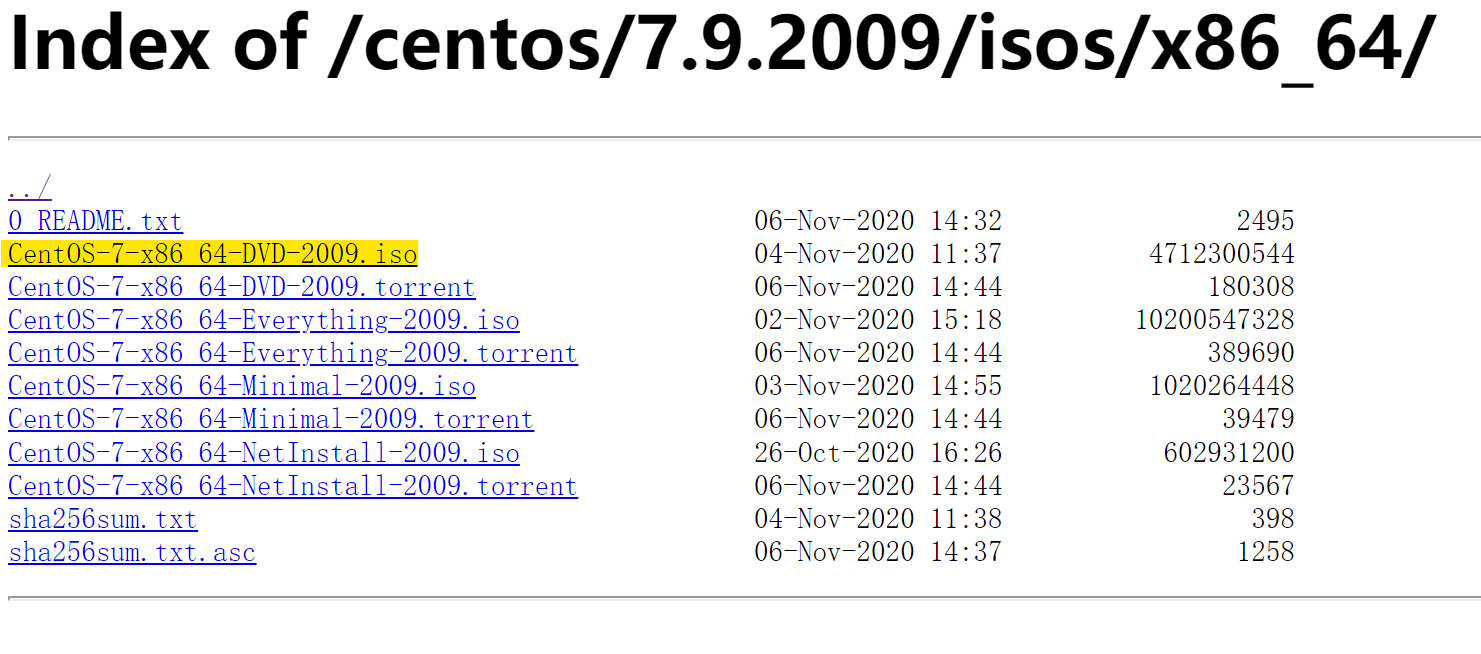 Index of /centos/7.9.2009/isos/x86_64/
../
0_README.txt 06-Nov-2020 14:32 2495
CentOS-7-x86_64-DVD-2009.iso 04-Nov-2020 11:37 4712300544
CentOS-7-x86_64-DVD-2009.torrent 06-Nov-2020 14:44 180308
CentOS-7-x86_64-Everything-2009.iso 02-Nov-2020 15:18 10200547328
CentOS-7-x86_64-Everything-2009.torrent 06-Nov-2020 14:44 389690
CentOS-7-x86_64-Minimal-2009.iso 03-Nov-2020 14:55 1020264448
CentOS-7-x86_64-Minimal-2009.torrent 06-Nov-2020 14:44 39479
CentOS-7-x86_64-NetInstall-2009.iso 26-Oct-2020 16:26 602931200
CentOS-7-x86_64-NetInstall-2009.torrent 06-Nov-2020 14:44 23567
sha256sum.txt 04-Nov-2020 11:38 398
sha256sum.txt.asc 06-Nov-2020 14:37 1258